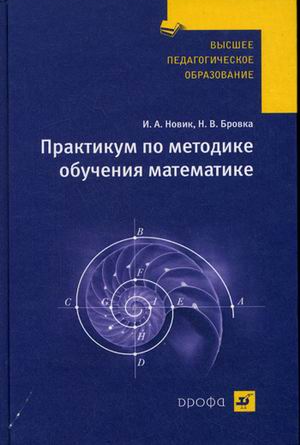 ВЫСШЕЕ
ПЕДАГОГИЧЕСКОЕ
ОБРАЗОВАНИЕ
И. А. Новик, Н. В. Бровка
Практикум по методике
обучения математике
B
F
C
G
I
E
A
H
D
дрофа